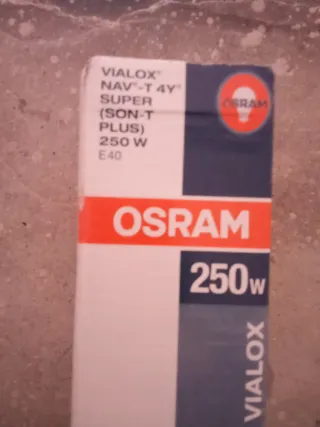 VIALOX®
NAV®-T 4Y®
SUPER
(SON-T
PLUS)
250 W
E40
OSRAM
OSRAM
250W
VIALOX